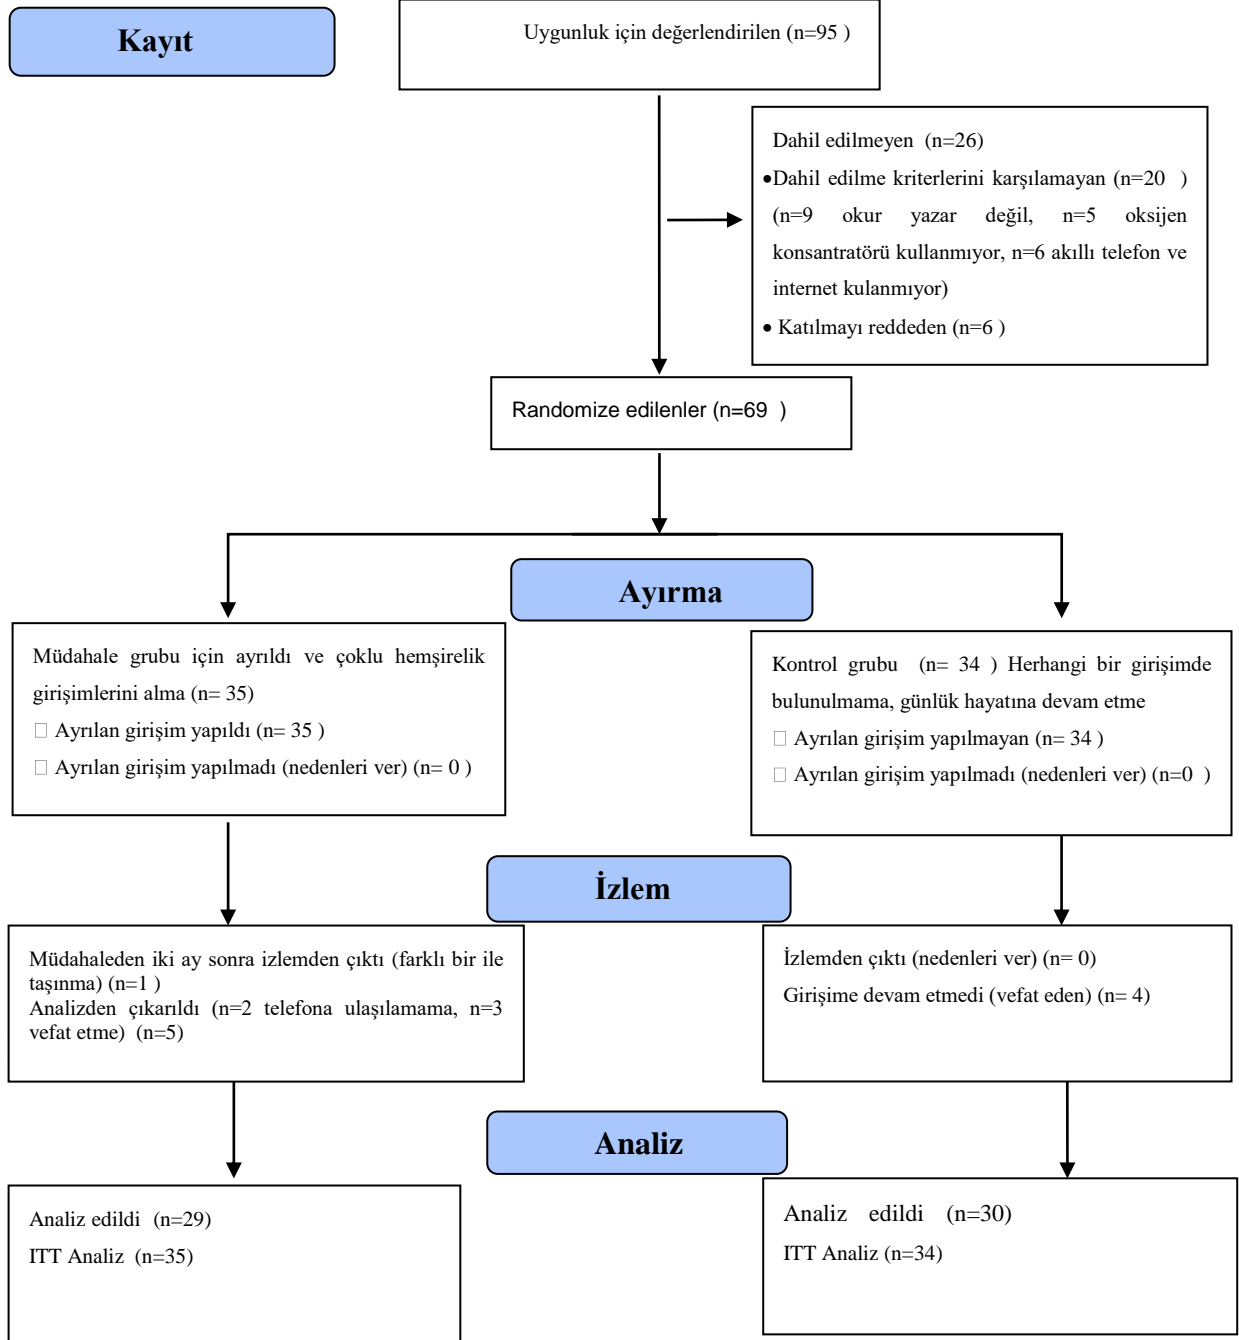 Kayıt
Uygunluk için değerlendirilen (n=95 )
Dahil edilmeyen (n=26)
•Dahil edilme kriterlerini karşılamayan (n=20 )
(n=9 okur yazar değil, n=5 oksijen
konsantratörü kullanmıyor, n=6 akıllı telefon ve
internet kulanmıyor)
• Katılmayı reddeden (n=6 )
Randomize edilenler (n=69 )
Ayırma
Müdahale grubu için ayrıldı ve çoklu hemşirelik
girişimlerini alma (n= 35)
□ Ayrılan girişim yapıldı (n= 35 )
□ Ayrılan girişim yapılmadı (nedenleri ver) (n= 0 )
Kontrol grubu (n= 34 ) Herhangi bir girişimde
bulunulmama, günlük hayatına devam etme
□ Ayrılan girişim yapılmayan (n= 34 )
□ Ayrılan girişim yapılmadı (nedenleri ver) (n=0 )
İzlem
Müdahaleden iki ay sonra izlemden çıktı (farklı bir ile
taşınma) (n=1 )
Analizden çıkarıldı (n=2 telefona ulaşılamama, n=3
vefat etme) (n=5)
İzlemden çıktı (nedenleri ver) (n= 0)
Girişime devam etmedi (vefat eden) (n= 4)
Analiz
Analiz edildi (n=29)
ITT Analiz (n=35)
Analiz edildi (n=30)
ITT Analiz (n=34)